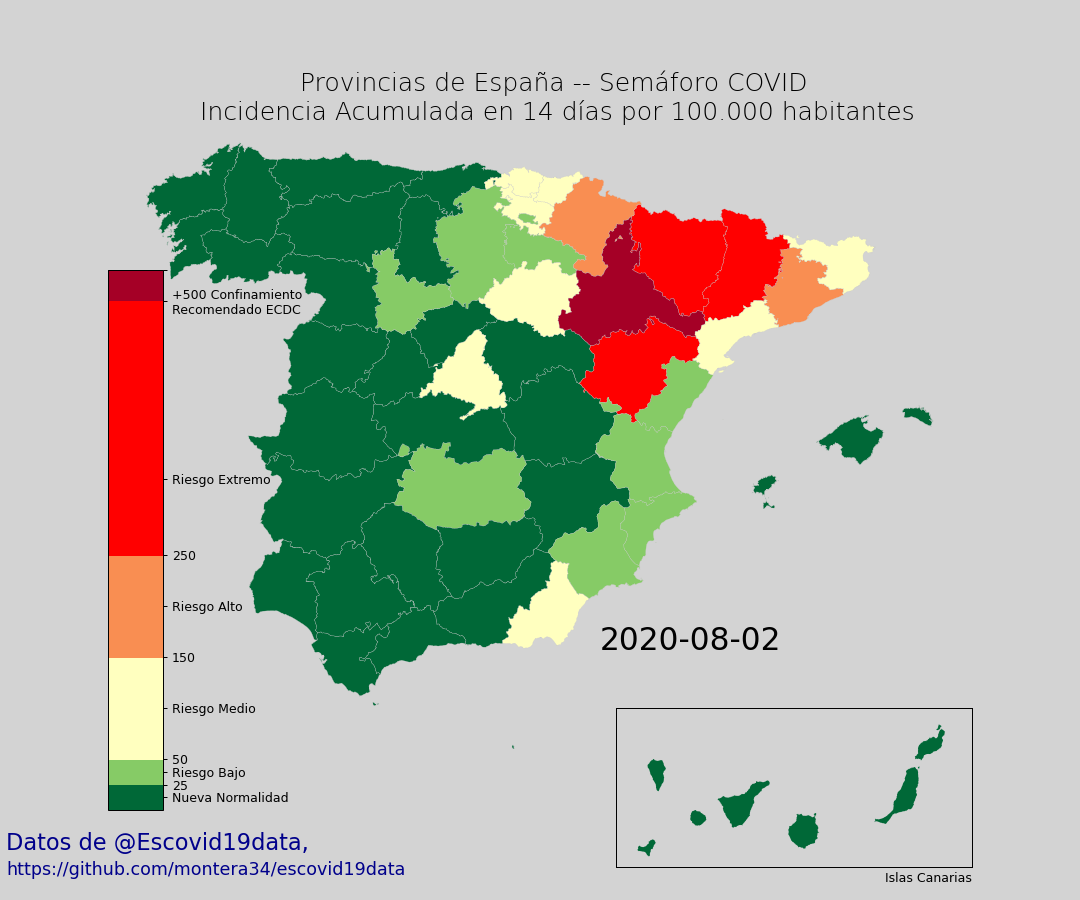 Provincias de España -- Semáforo COVID
Incidencia Acumulada en 14 días por 100.000 habitantes
+500 Confinamiento
Recomendado ECDC
Riesgo Extremo
250
Riesgo Alto
150
Riesgo Medio
50
Riesgo Bajo
25
Nueva Normalidad
2020-08-02
Islas Canarias
Datos de @Escovid19data,
https://github.com/montera34/escovid19data